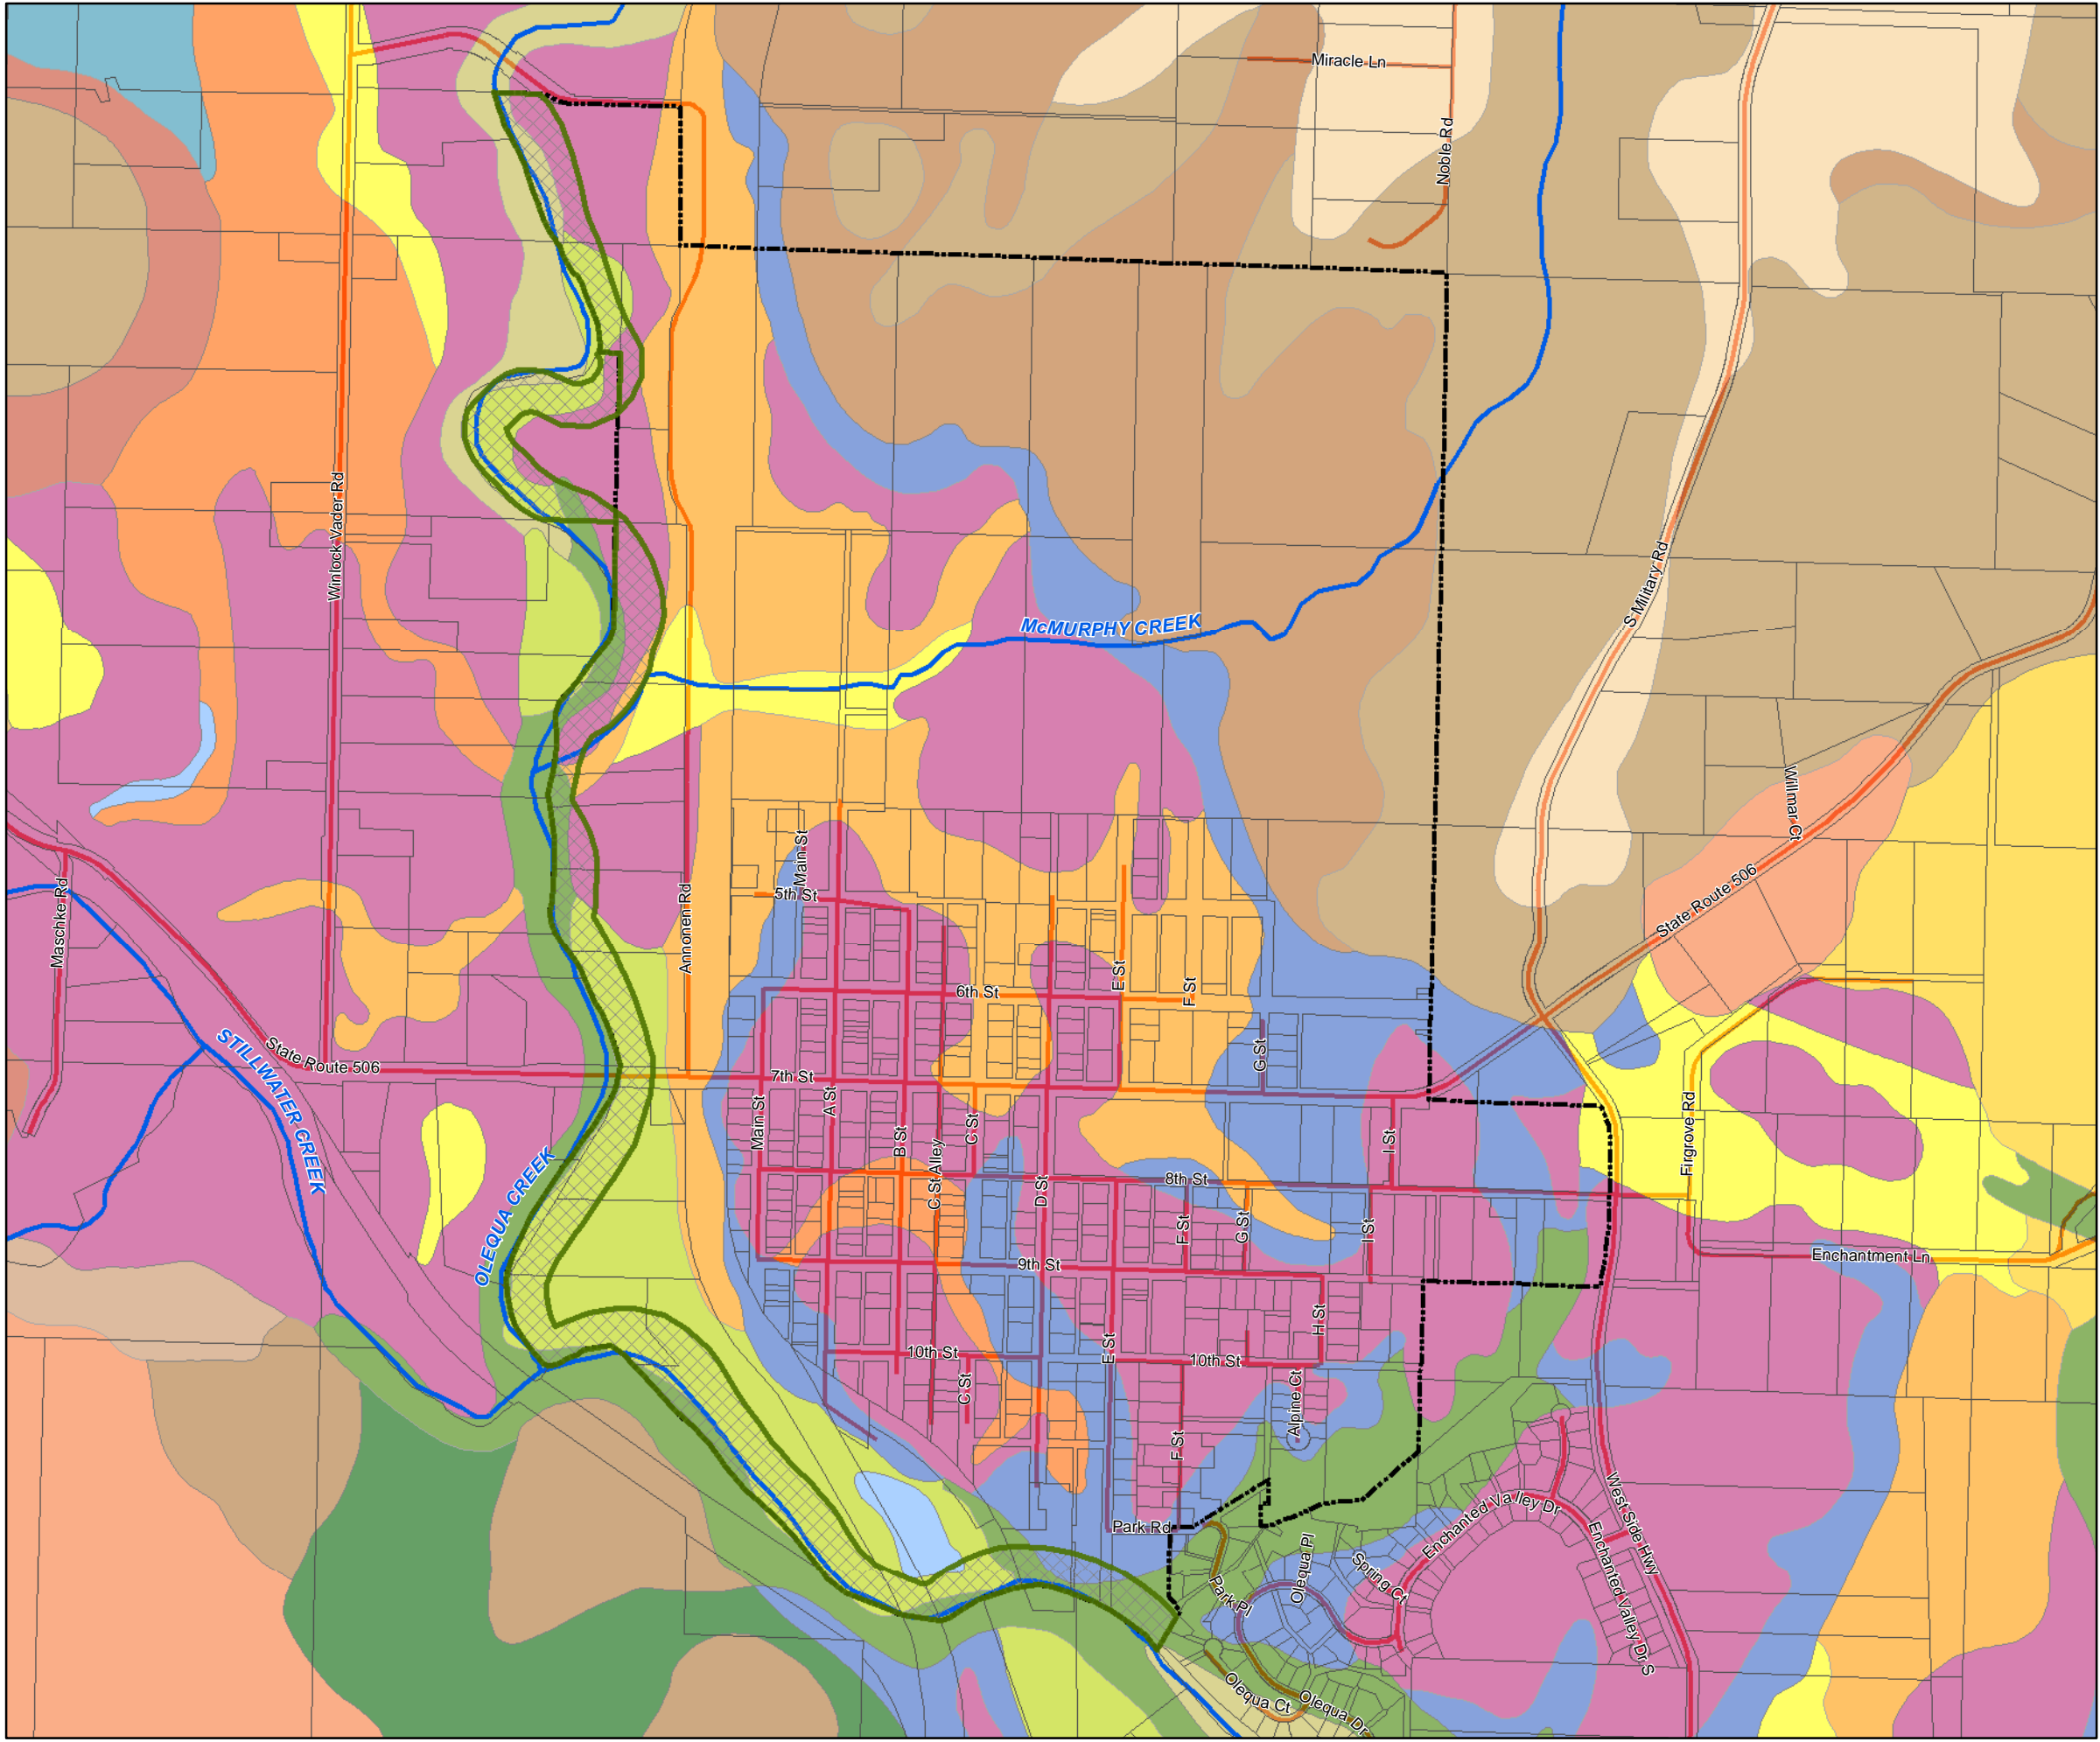 Miracle Ln
Noble Rd
Winlock Vader Rd
S Military Rd
McMURPHY CREEK
Willmar Ct
Main St
5th St
Maschke Rd
Annonen Rd
State Route 506
E St
F St
6th St
STILLWATER CREEK
State Route 506
G St
7th St
Main St
A St
B St
C St
C St Alley
I St
Firgrove Rd
OLEQUA CREEK
D St
8th St
F St
G St
I St
Enchantment Ln
9th St
H St
10th St
E St
10th St
C St
Alpine Ct
F St
Park Rd
Enchanted Valley Dr
West Side Hwy
Olequa Pl
Spring Ct
Park Pl
Enchanted Valley Dr S
Olequa Ct
Olequa Dr